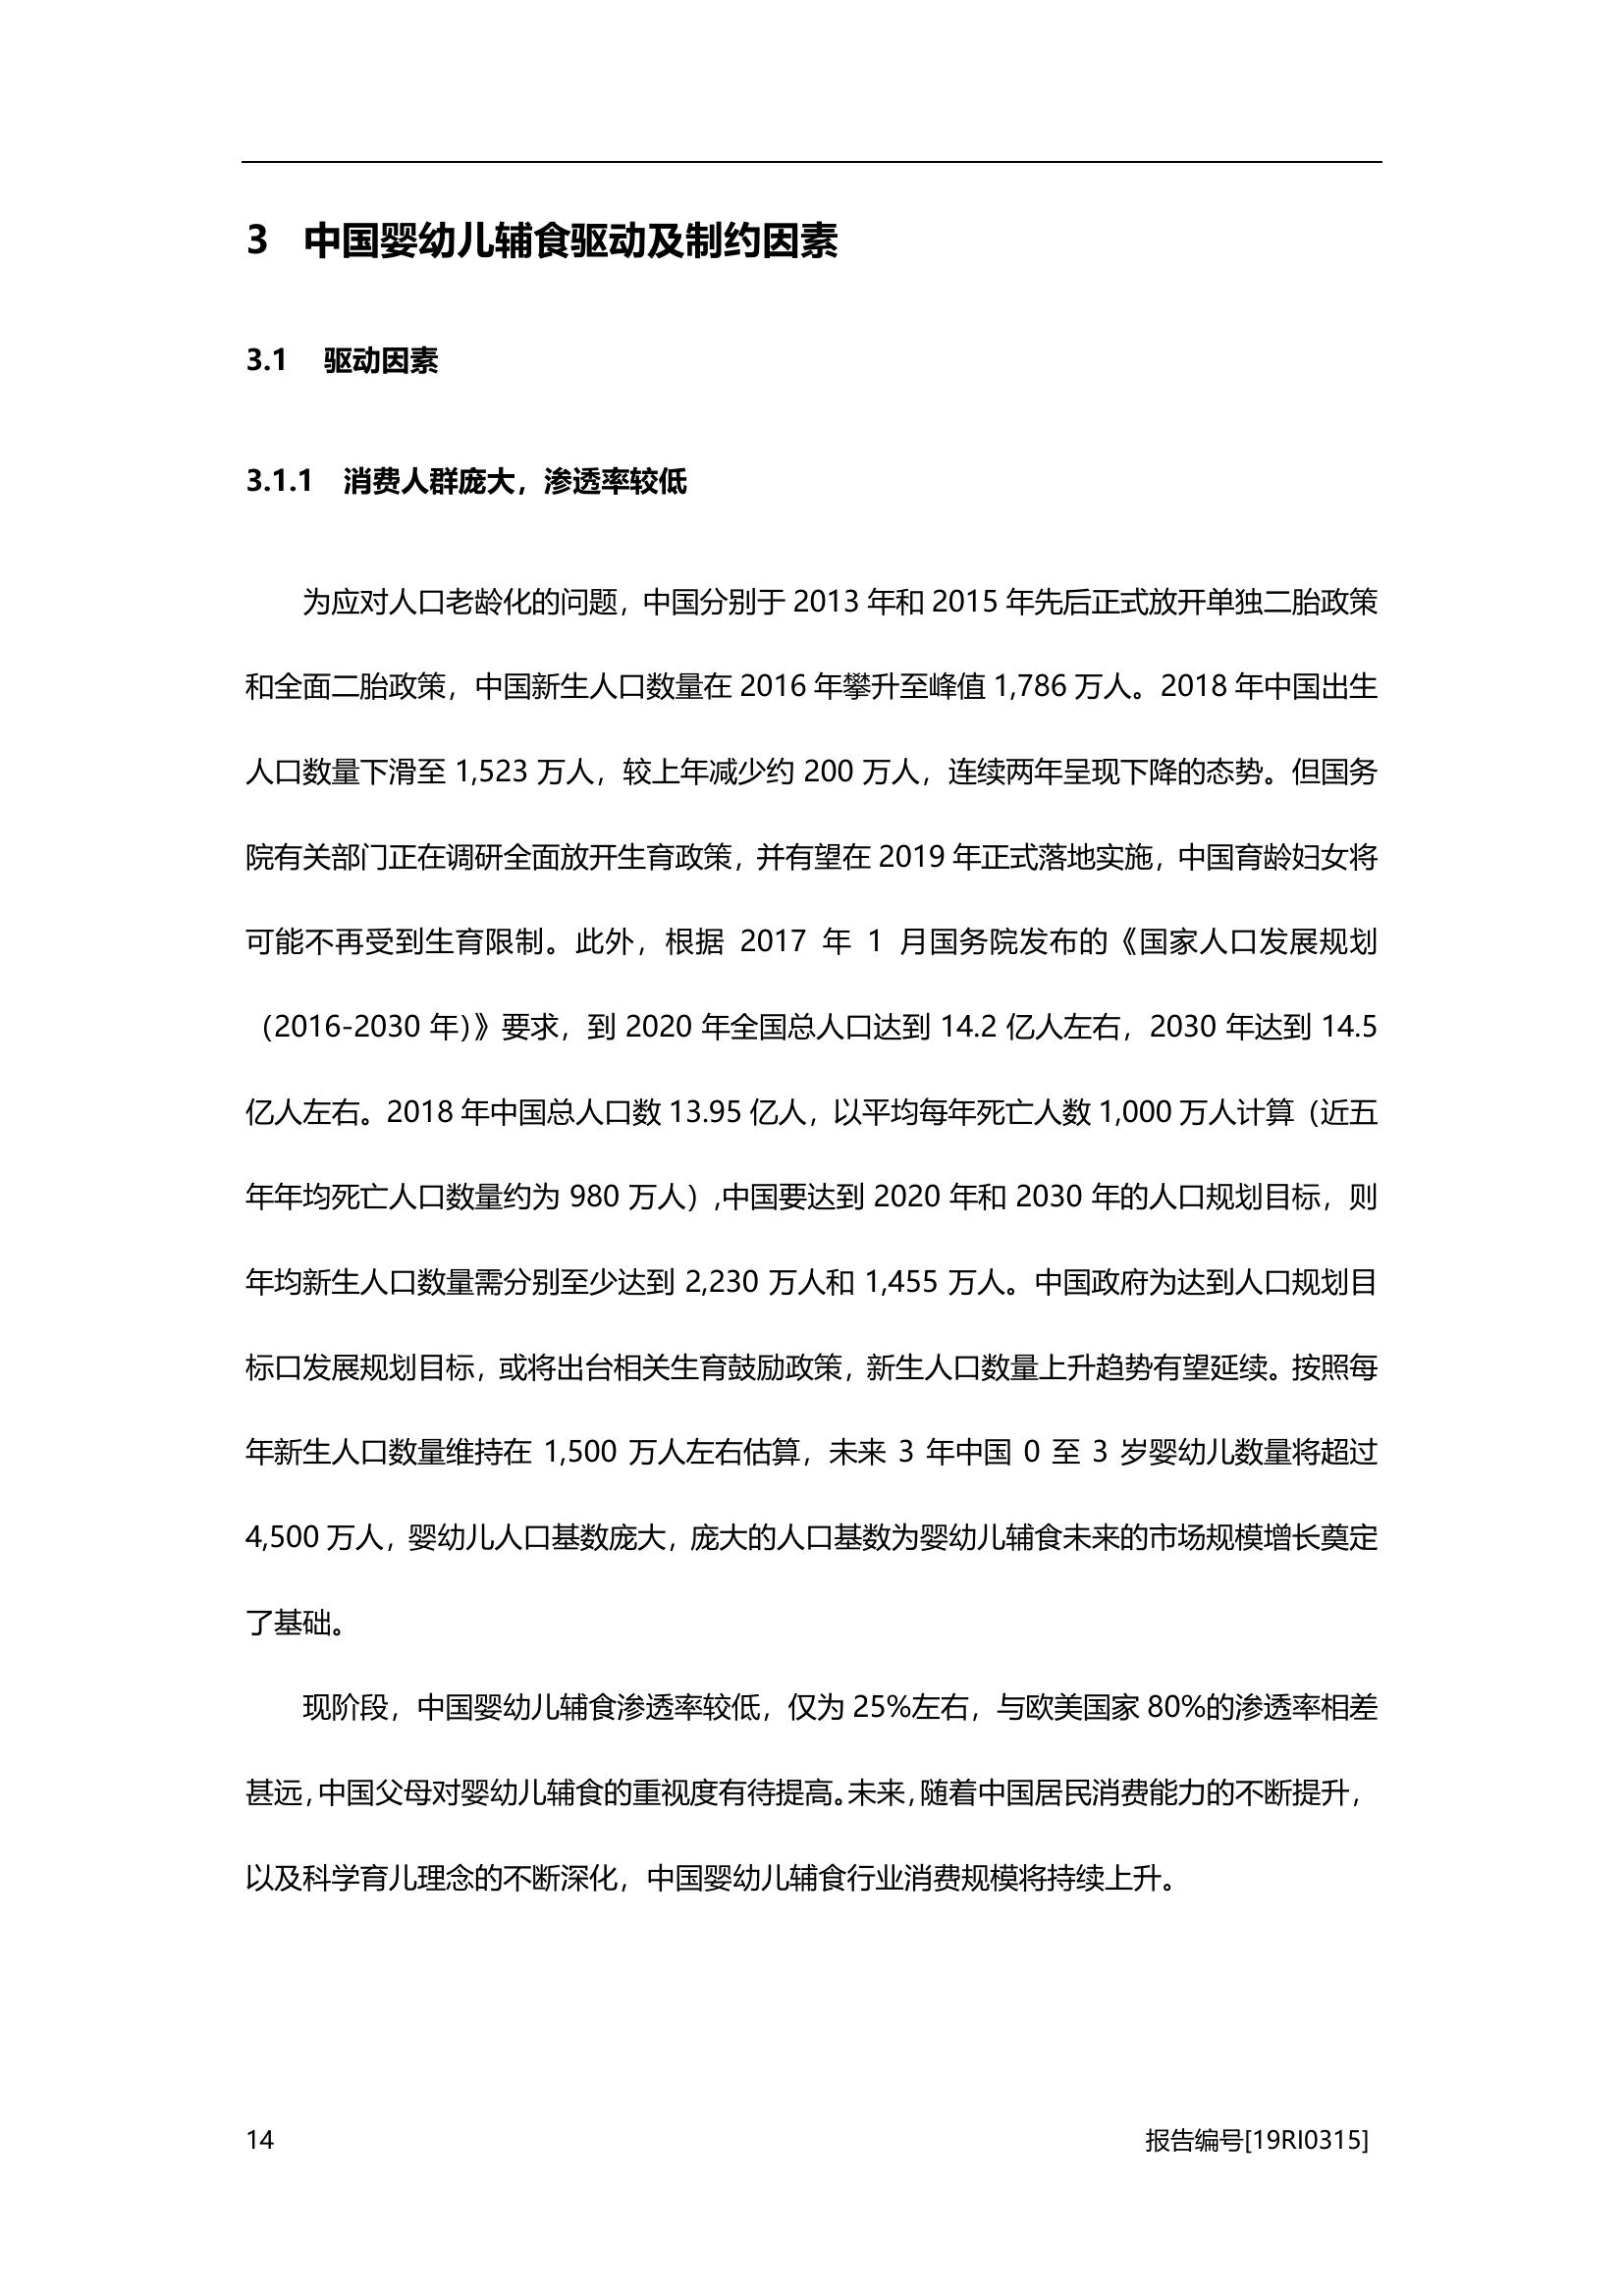 3 中国婴幼儿辅食驱动及制约因素
3.1 驱动因素
3.1.1 消费人群庞大，渗透率较低
为应对人口老龄化的问题，中国分别于 2013 年和 2015 年先后正式放开单独二胎政策
和全面二胎政策，中国新生人口数量在 2016 年攀升至峰值 1,786 万人。2018 年中国出生
人口数量下滑至 1,523 万人，较上年减少约 200 万人，连续两年呈现下降的态势。但国务
院有关部门正在调研全面放开生育政策，并有望在 2019 年正式落地实施，中国育龄妇女将
可能不再受到生育限制。此外，根据 2017 年 1 月国务院发布的《国家人口发展规划
（2016-2030 年）》要求，到 2020 年全国总人口达到 14.2 亿人左右，2030 年达到 14.5
亿人左右。2018 年中国总人口数 13.95 亿人，以平均每年死亡人数 1,000 万人计算（近五
年年均死亡人口数量约为 980 万人）,中国要达到 2020 年和 2030 年的人口规划目标，则
年均新生人口数量需分别至少达到 2,230 万人和 1,455 万人。中国政府为达到人口规划目
标口发展规划目标，或将出台相关生育鼓励政策，新生人口数量上升趋势有望延续。按照每
年新生人口数量维持在 1,500 万人左右估算，未来 3 年中国 0 至 3 岁婴幼儿数量将超过
4,500 万人，婴幼儿人口基数庞大，庞大的人口基数为婴幼儿辅食未来的市场规模增长奠定
了基础。
现阶段，中国婴幼儿辅食渗透率较低，仅为 25%左右，与欧美国家 80%的渗透率相差
甚远，中国父母对婴幼儿辅食的重视度有待提高。未来，随着中国居民消费能力的不断提升，
以及科学育儿理念的不断深化，中国婴幼儿辅食行业消费规模将持续上升。
14 报告编号[19RI0315]